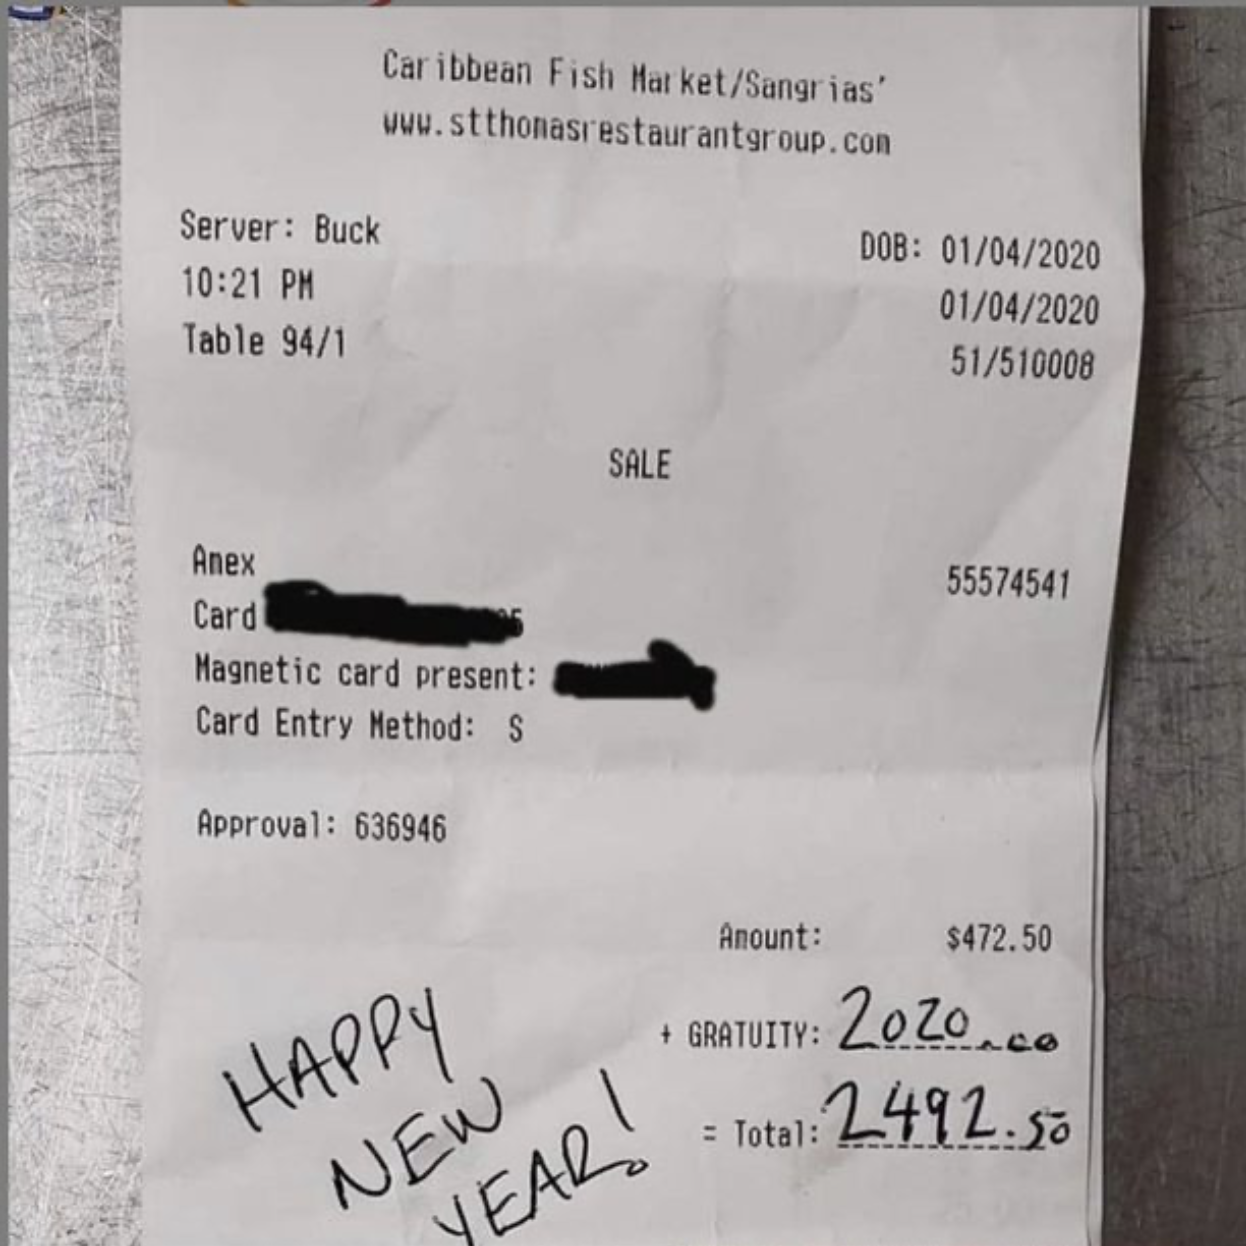 Caribbean Fish Market/Sangrias'
www.stthomasrestaurantgroup.com
Server: Buck
DOB: 01/04/2020
10:21 PM
01/04/2020
Table 94/1
51/510008
SALE
Amex
55574541
Card
Magnetic card present:
Card Entry Method: S
Approval: 636946
Amount: $472.50
+ GRATUITY: 2020.00
= Total: 2492.50
HAPPY
NEW
YEAR!